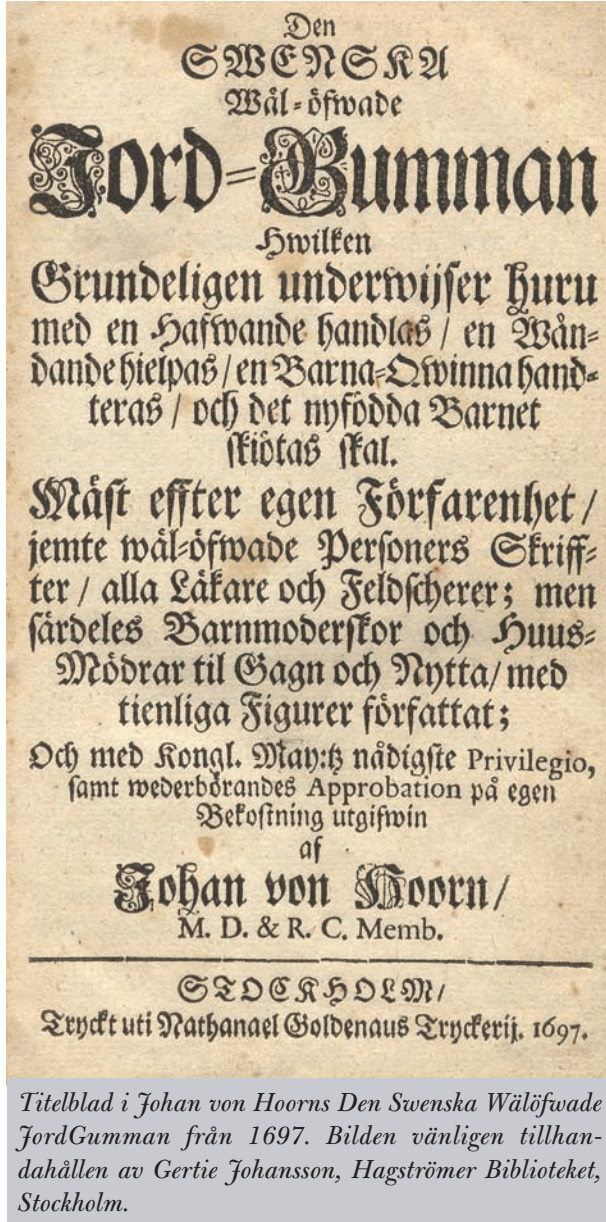 Den
SWENSKA
Wäl-öfwade
Jord-Gumman
Hwilken
Grundeligen underwijser huru
med en Hafwande handlas / en Wån-
dande hielpas / en Barna-Qwinna hand-
teras / och det nyfödda Barnet
skiötas skal.
Mäst effter egen Förfarenhet /
jemte wäl-öfwade Personers Skriff-
ter / alla Läkare och Feldscherer; men
särdeles Barnmoderskor och Huus-
Mödrar til Gagn och Nytta / med
tienliga Figurer författat;
Och med Kongl. May:tz nådigste Privilegio,
samt wederbörandes Approbation på egen
Bekostning utgifwin
af
Johan von Hoorn /
M. D. & R. C. Memb.
STOCKHOLM /
Tryckt uti Nathanael Goldenaus Tryckerij. 1697.
Titelblad i Johan von Hoorns Den Swenska Wälöfwade
JordGumman från 1697. Bilden vänligen tillhan-
dahållen av Gertie Johansson, Hagströmer Biblioteket,
Stockholm.